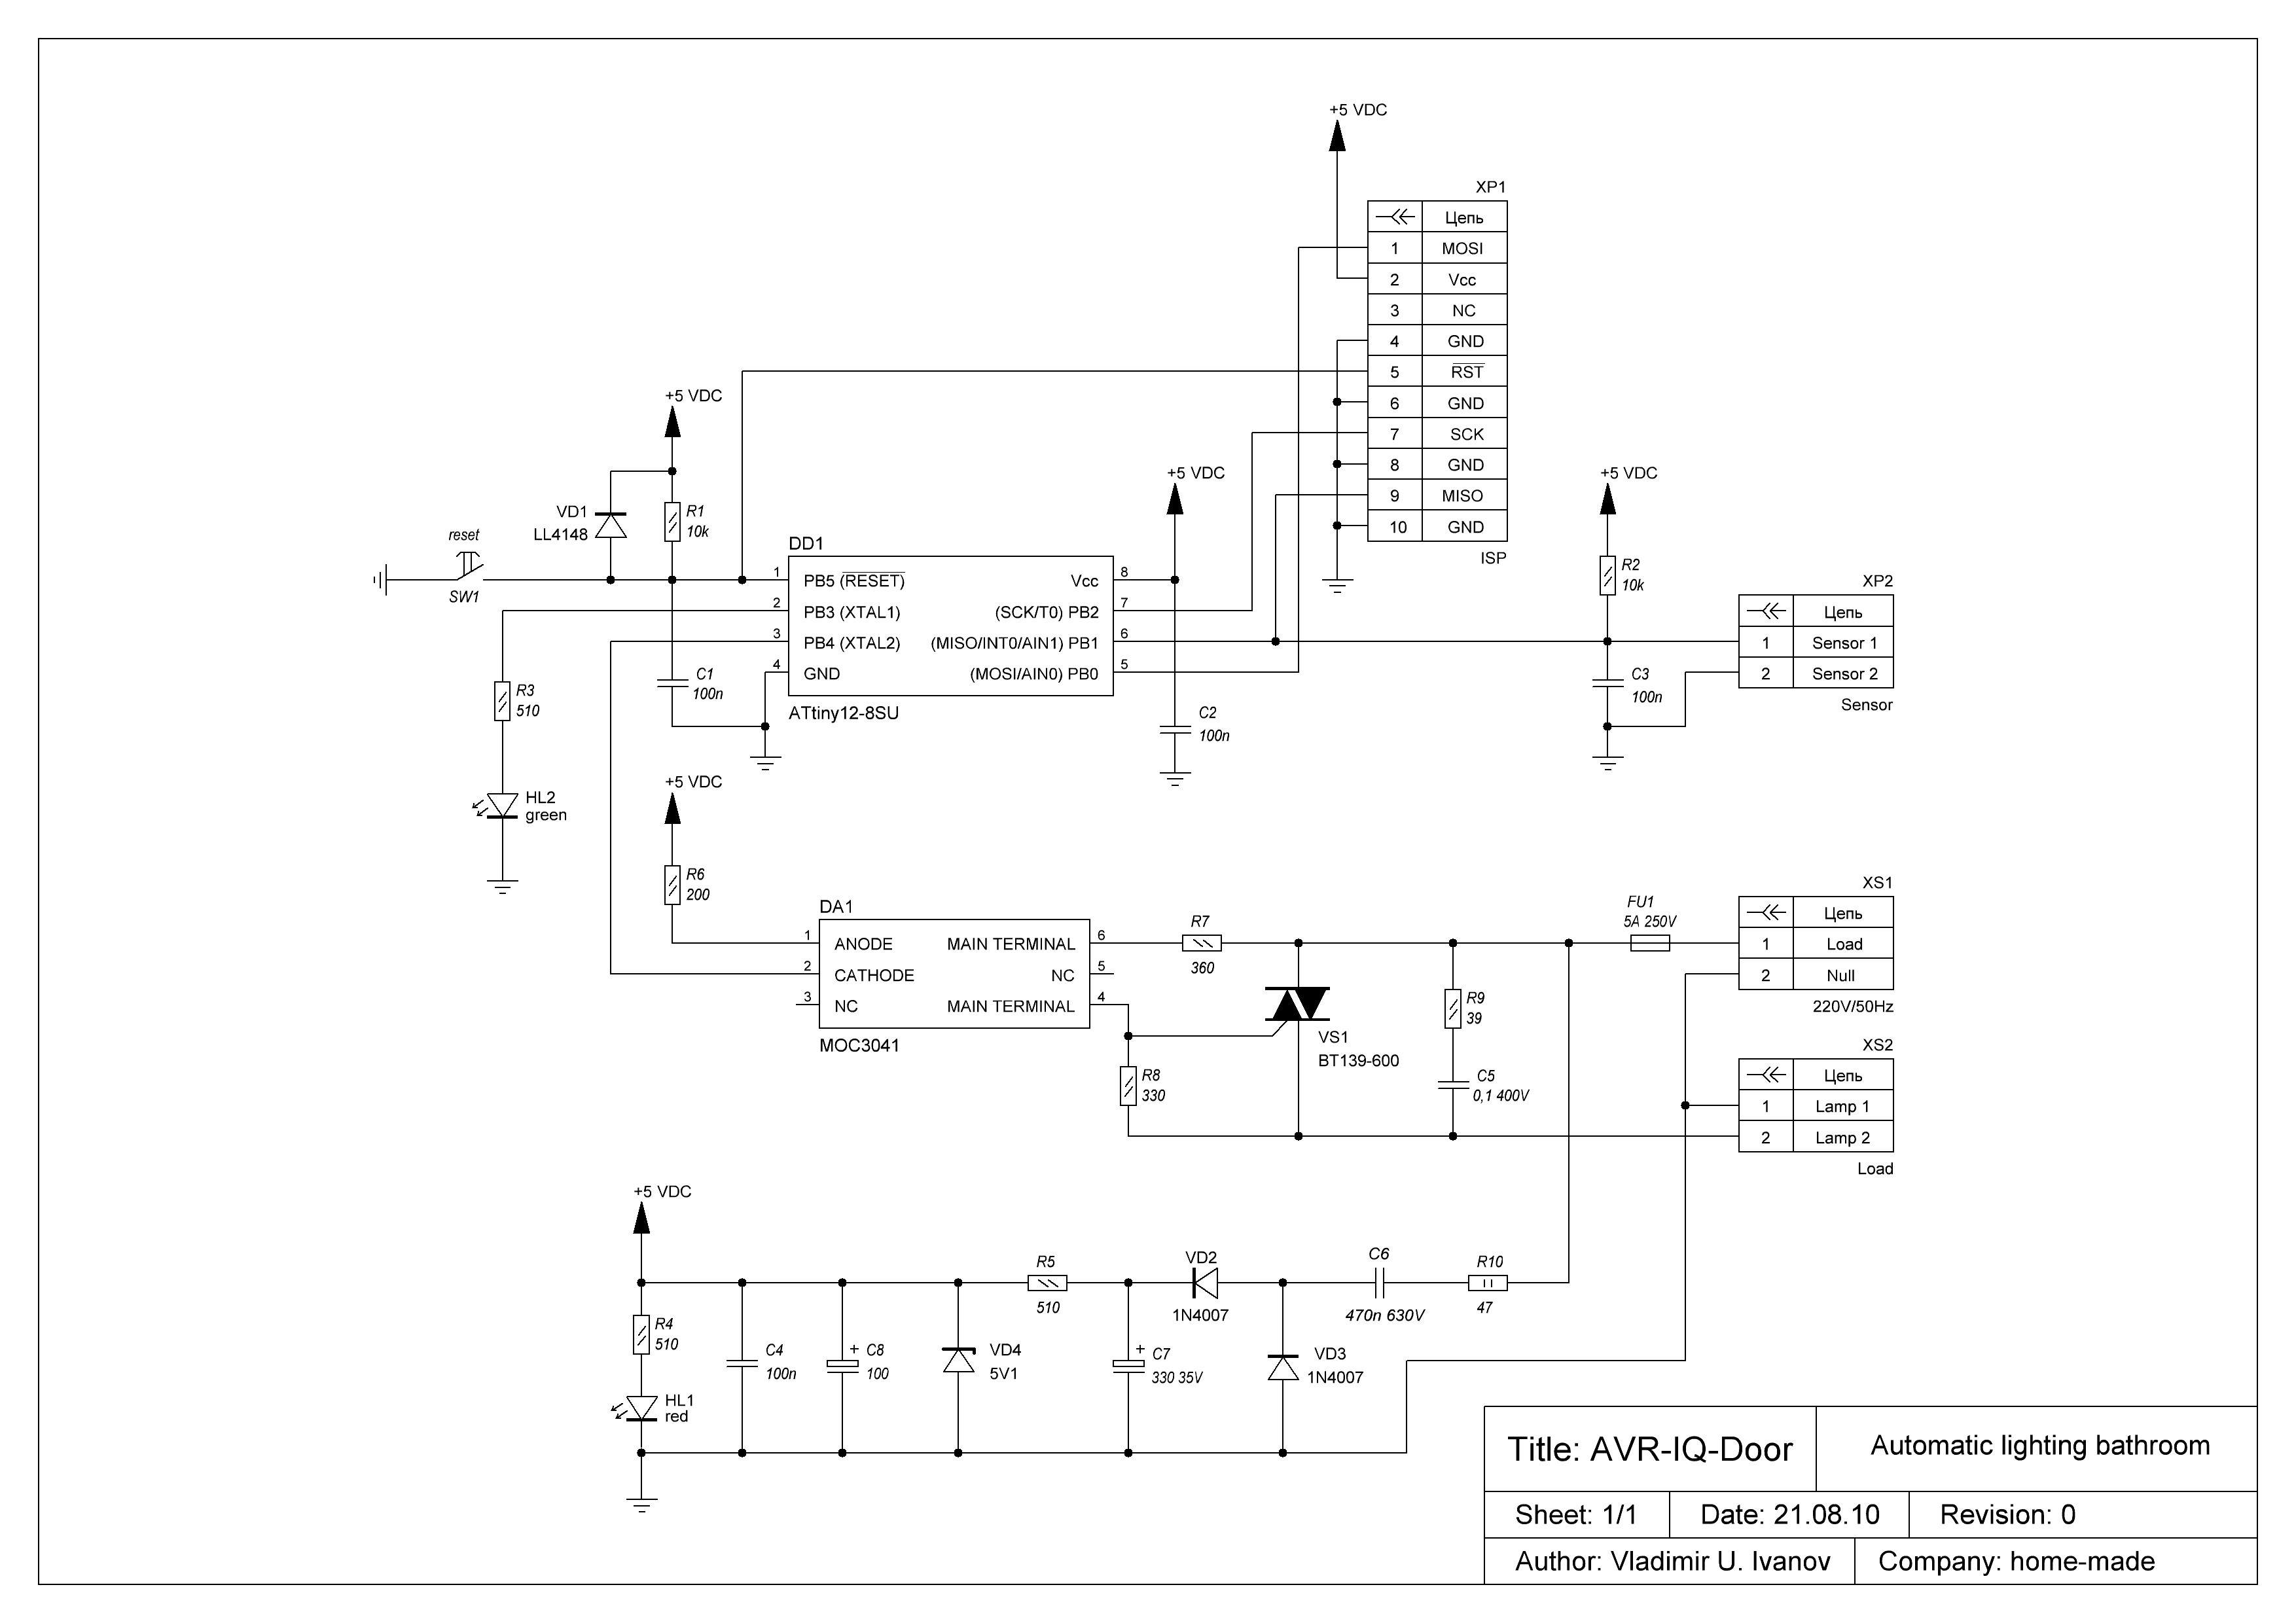 +5 VDC
XP1
Цепь
1 MOSI
2 Vcc
3 NC
4 GND
5 RST
6 GND
7 SCK
8 GND
9 MISO
10 GND
ISP
+5 VDC
VD1
LL4148
R1
10k
reset
SW1
DD1
1 PB5 (RESET)
2 PB3 (XTAL1)
3 PB4 (XTAL2)
4 GND
Vcc 8
(SCK/T0) PB2 7
(MISO/INT0/AIN1) PB1 6
(MOSI/AIN0) PB0 5
ATtiny12-8SU
+5 VDC
C1
100n
C2
100n
+5 VDC
R2
10k
C3
100n
XP2
Цепь
1 Sensor 1
2 Sensor 2
Sensor
R3
510
HL2
green
+5 VDC
R6
200
DA1
1 ANODE
2 CATHODE
3 NC
MAIN TERMINAL 6
NC 5
MAIN TERMINAL 4
MOC3041
R7
360
R8
330
VS1
BT139-600
R9
39
C5
0,1 400V
FU1
5A 250V
XS1
Цепь
1 Load
2 Null
220V/50Hz
XS2
Цепь
1 Lamp 1
2 Lamp 2
Load
+5 VDC
R4
510
HL1
red
C4
100n
+ C8
100
VD4
5V1
R5
510
+ C7
330 35V
VD2
1N4007
VD3
1N4007
C6
470n 630V
R10
47
Title: AVR-IQ-Door
Automatic lighting bathroom
Sheet: 1/1
Date: 21.08.10
Revision: 0
Author: Vladimir U. Ivanov
Company: home-made